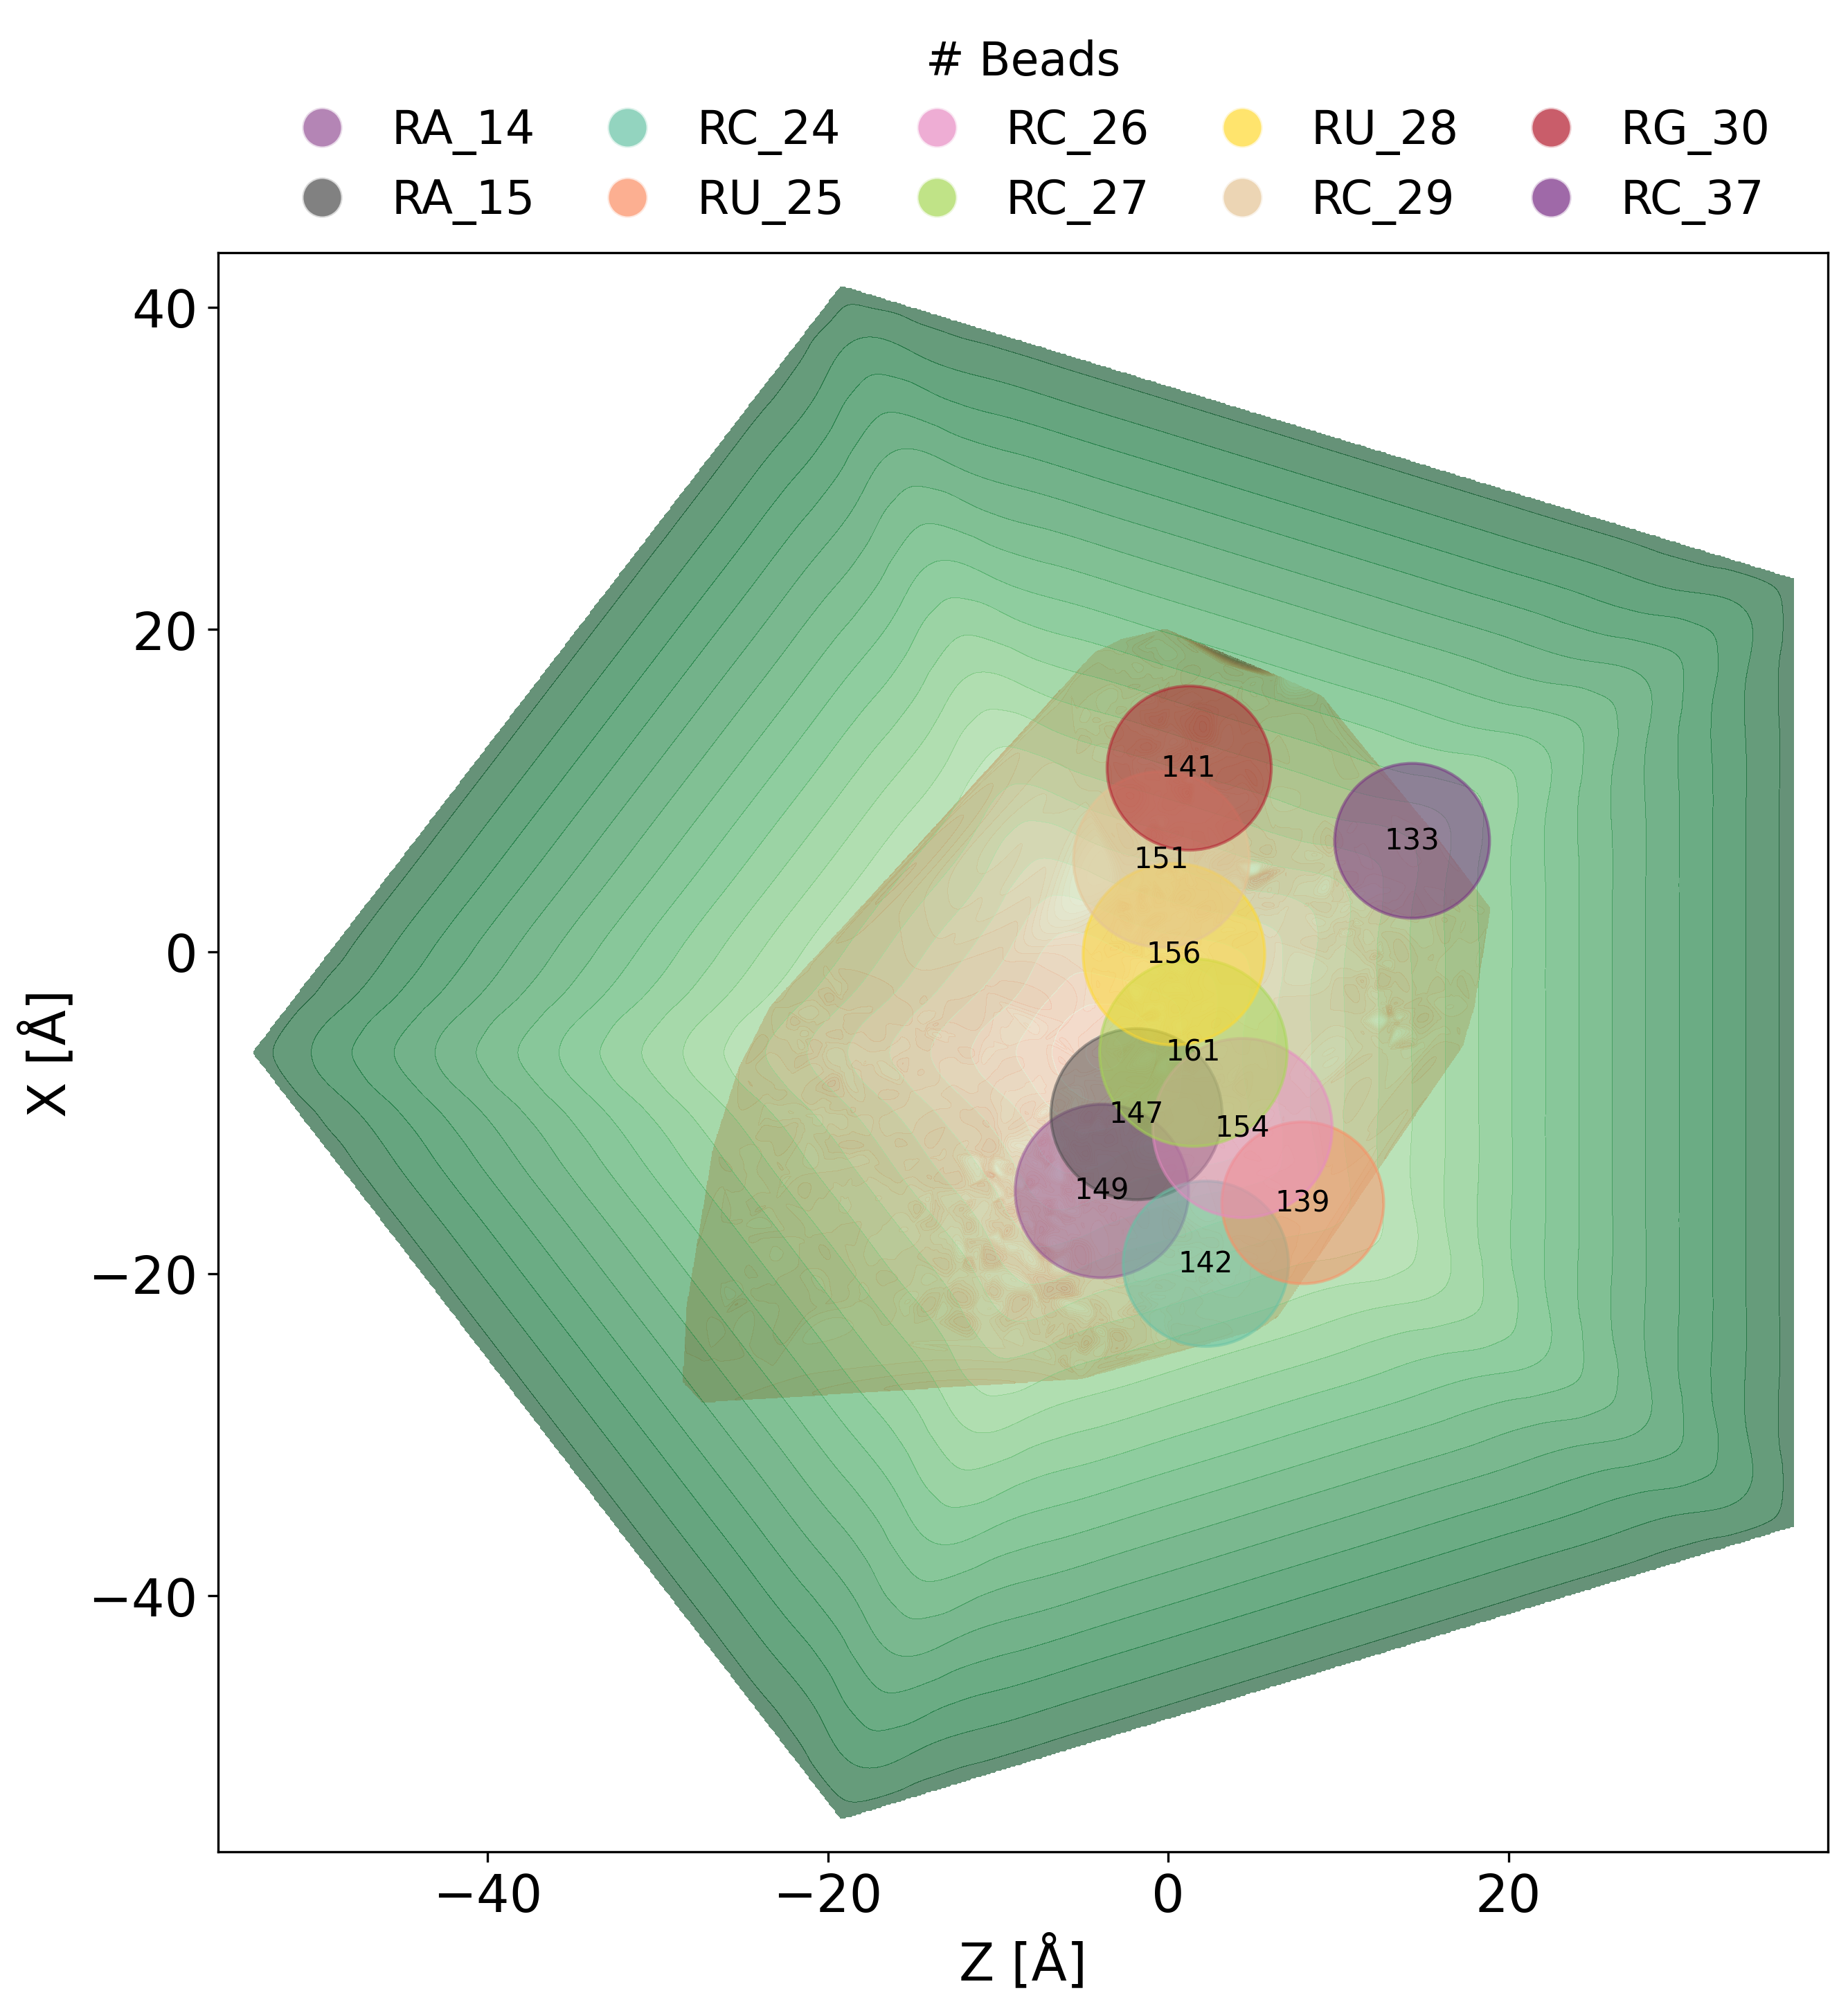 # Beads
RA_14 RC_24 RC_26 RU_28 RG_30
RA_15 RU_25 RC_27 RC_29 RC_37
40
20
0
−20
−40
X [Å]
141
133
151
156
161
147
154
149
139
142
−40 −20 0 20
Z [Å]